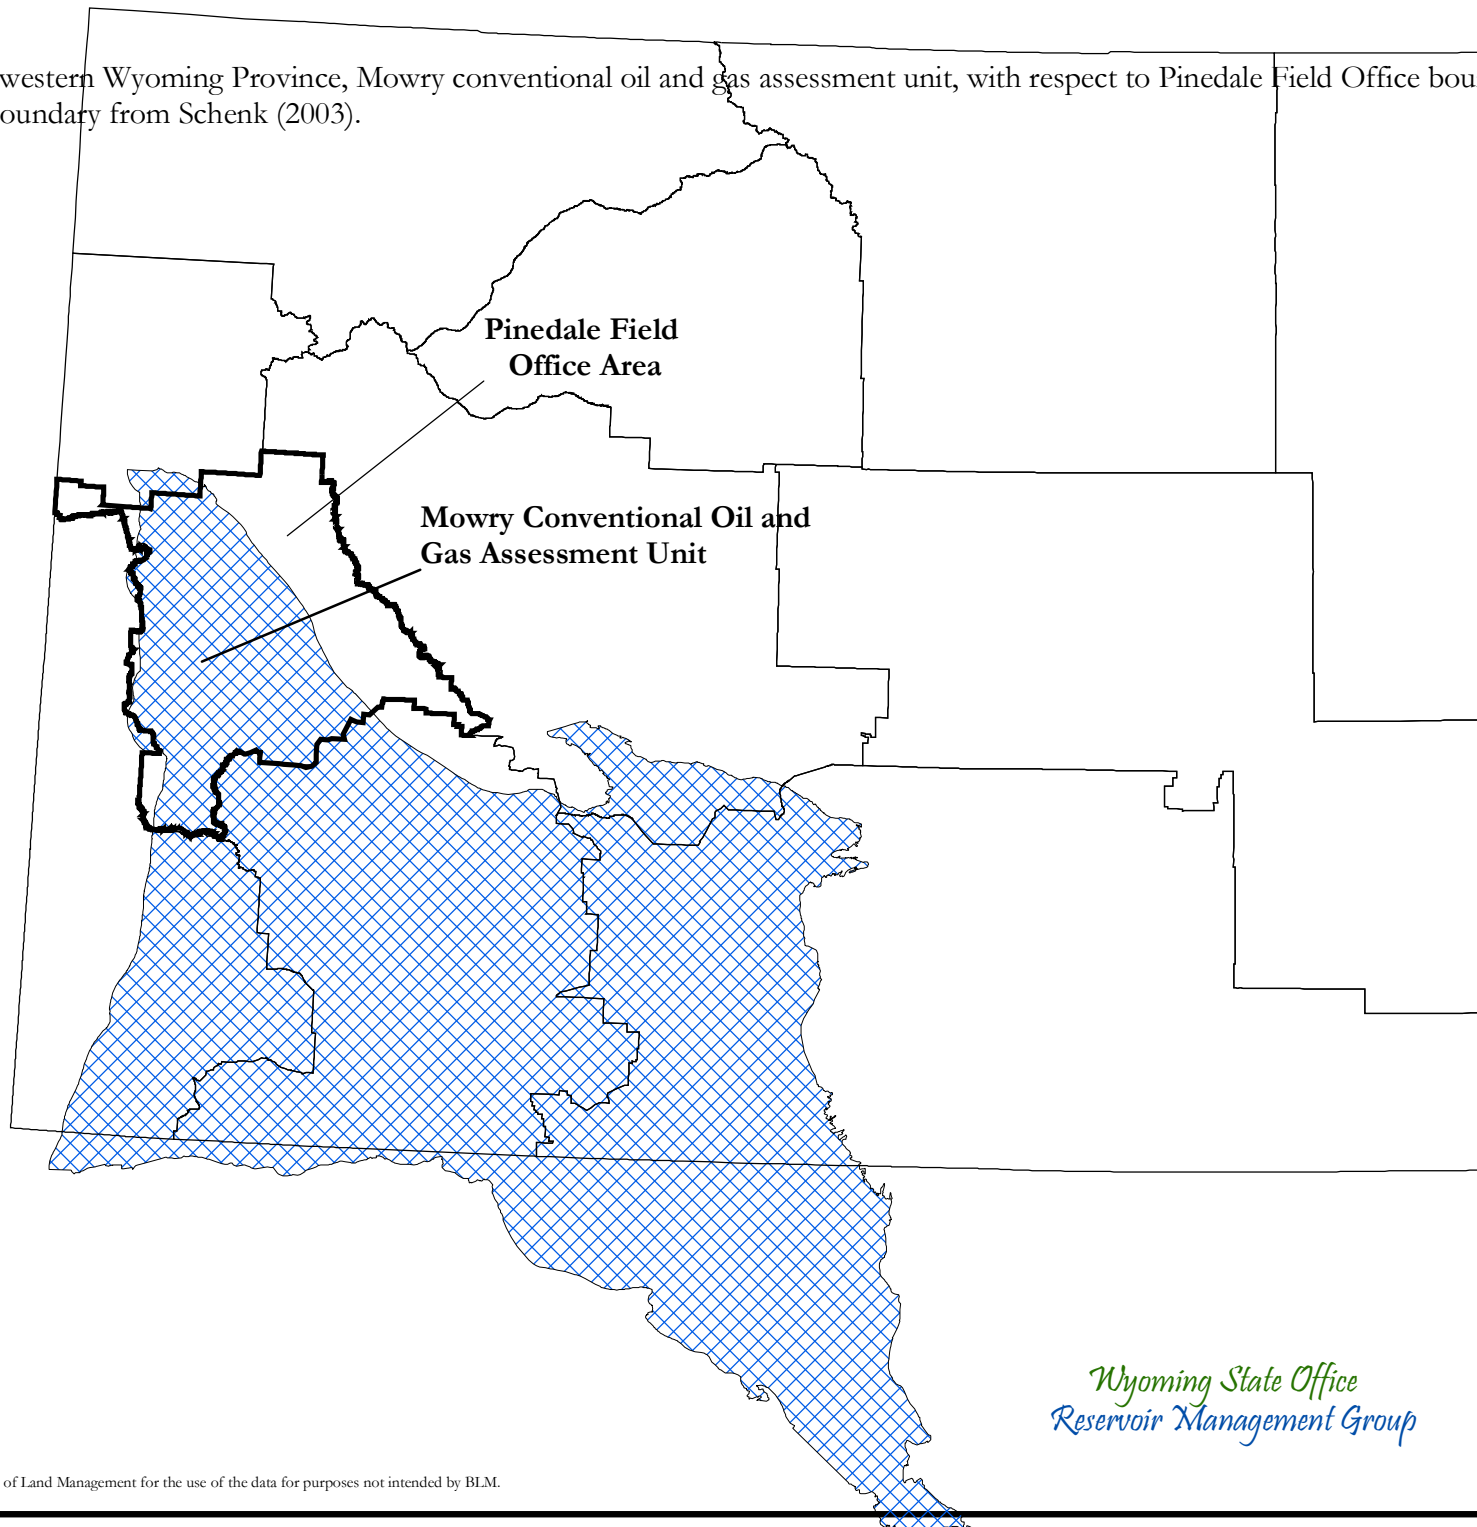 western Wyoming Province, Mowry conventional oil and gas assessment unit, with respect to Pinedale Field Office bou
oundary from Schenk (2003).
Pinedale Field
Office Area
Mowry Conventional Oil and
Gas Assessment Unit
Wyoming State Office
Reservoir Management Group
of Land Management for the use of the data for purposes not intended by BLM.